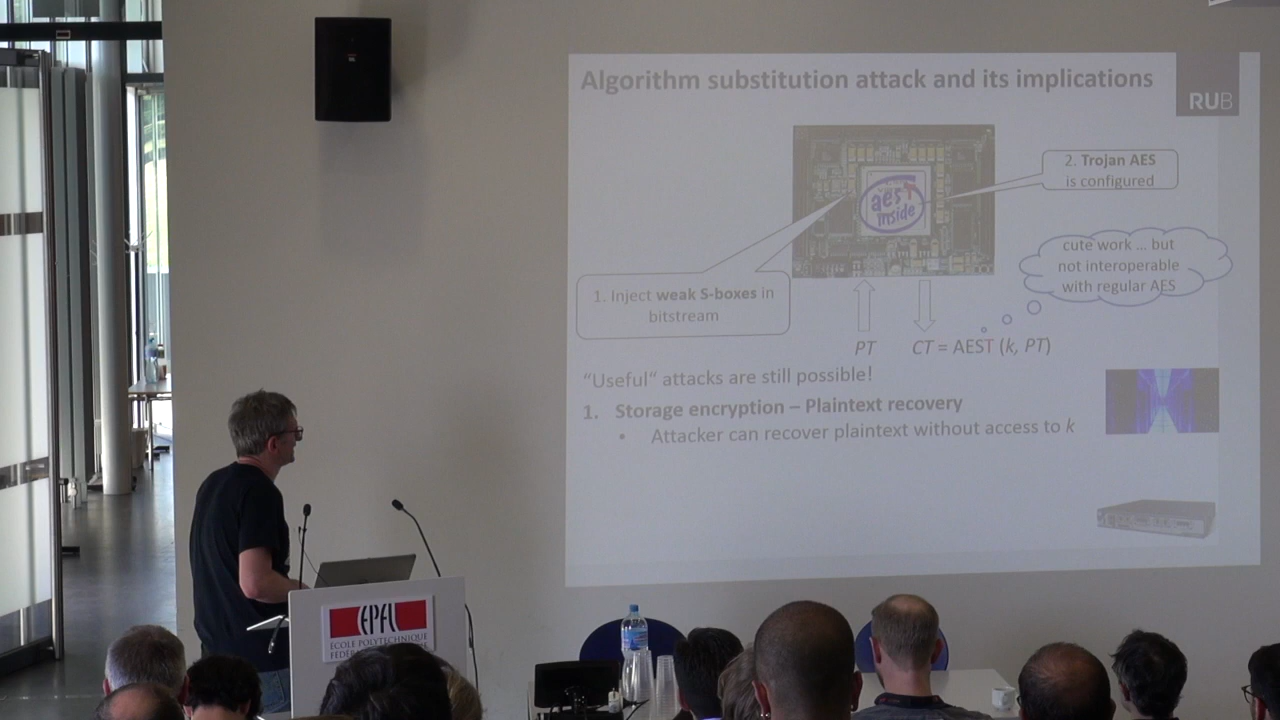 Algorithm substitution attack and its implications
RUB
2. Trojan AES
is configured
aesT
inside
cute work ... but
not interoperable
with regular AES
1. Inject weak S-boxes in
bitstream
PT
CT = AEST (k, PT)
“Useful“ attacks are still possible!
1. Storage encryption – Plaintext recovery
• Attacker can recover plaintext without access to k
EPFL
ÉCOLE POLYTECHNIQUE